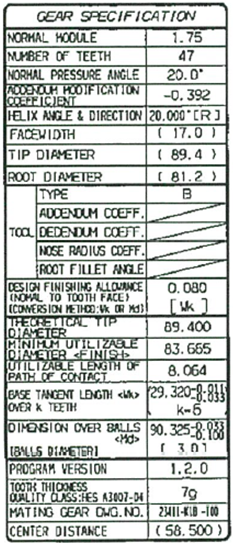 GEAR SPECIFICATION
NORMAL MODULE 1.75
NUMBER OF TEETH 47
NORMAL PRESSURE ANGLE 20.0°
ADDENDUM MODIFICATION COEFFICIENT -0.392
HELIX ANGLE & DIRECTION 20.000°[R]
FACEWIDTH ( 17.0 )
TIP DIAMETER ( 89.4 )
ROOT DIAMETER ( 81.2 )
TOOL
TYPE B
ADDENDUM COEFF.
DEDENDUM COEFF.
NOSE RADIUS COEFF.
ROOT FILLET ANGLE
DESIGN FINISHING ALLOWANCE 0.080
(NOMAL TO TOOTH FACE)
(CONVERSION METHOD:Wk OR Md) [ Wk ]
THEORETICAL TIP DIAMETER 89.400
MINIMUM UTILIZABLE DIAMETER <FINISH> 83.665
UTILIZABLE LENGTH OF PATH OF CONTACT 8.064
BASE TANGENT LENGTH <Wk> 29.320 -0.011 -0.033
OVER k TEETH k=6
DIMENSION OVER BALLS <Md> 90.325 -0.033 -0.100
(BALLS DIAMETER) [ 3.0 ]
PROGRAM VERSION 1.2.0
TOOTH THICKNESS
QUALITY CLASS:HES A3007-04 7g
MATING GEAR DWG.NO. 23411-K18 -100
CENTER DISTANCE (58.500)